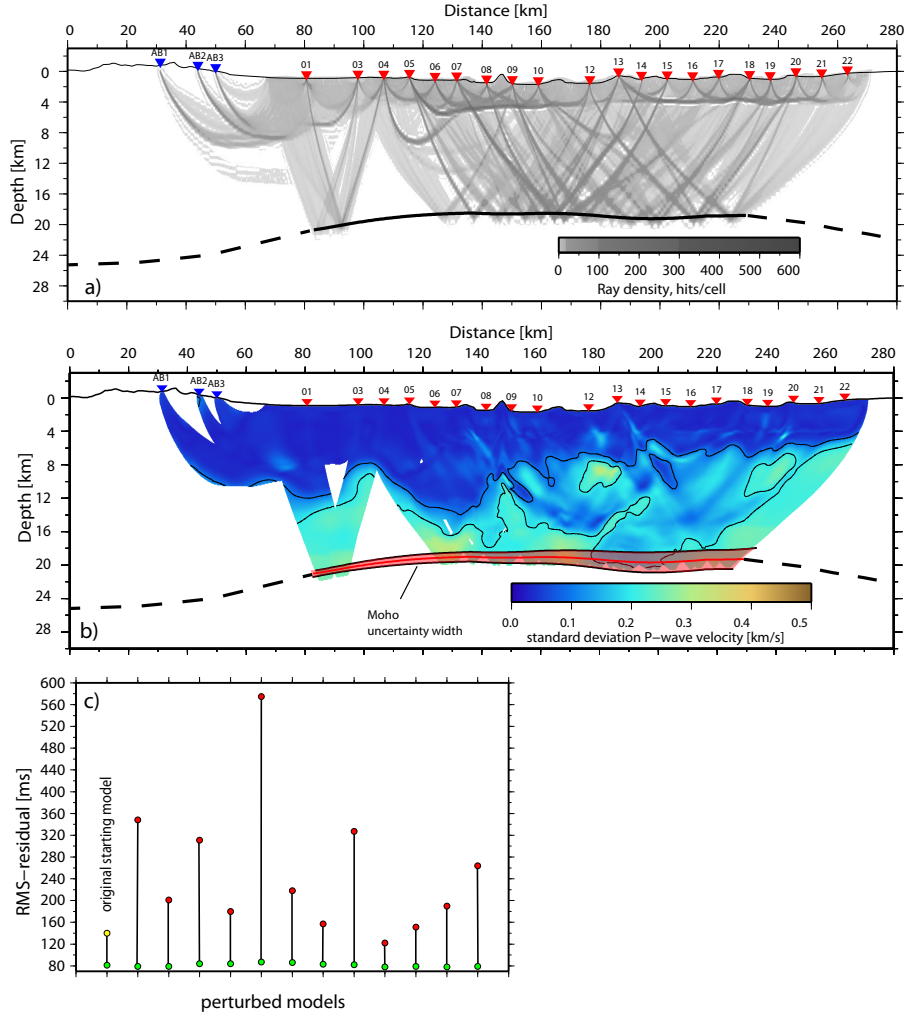 Distance [km]
0 20 40 60 80 100 120 140 160 180 200 220 240 260 280
AB1 AB2 AB3 01 03 04 05 06 07 08 09 10 12 13 14 15 16 17 18 19 20 21 22
Depth [km]
0
4
8
12
16
20
24
28
0 100 200 300 400 500 600
Ray density, hits/cell
a)
Distance [km]
0 20 40 60 80 100 120 140 160 180 200 220 240 260 280
AB1 AB2 AB3 01 03 04 05 06 07 08 09 10 12 13 14 15 16 17 18 19 20 21 22
Depth [km]
0
4
8
12
16
20
24
28
Moho
uncertainty width
0.0 0.1 0.2 0.3 0.4 0.5
standard deviation P−wave velocity [km/s]
b)
c)
RMS−residual [ms]
600
560
520
480
440
400
360
320
280
240
200
160
120
80
original starting model
perturbed models